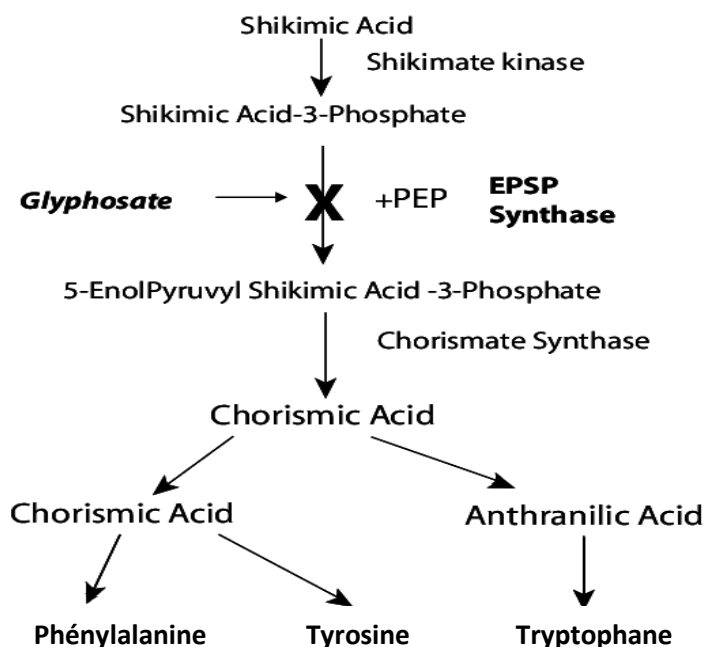 Shikimic Acid
Shikimate kinase
Shikimic Acid-3-Phosphate
Glyphosate
X
+PEP
EPSP
Synthase
5-EnolPyruvyl Shikimic Acid -3-Phosphate
Chorismate Synthase
Chorismic Acid
Chorismic Acid
Anthranilic Acid
Phénylalanine
Tyrosine
Tryptophane